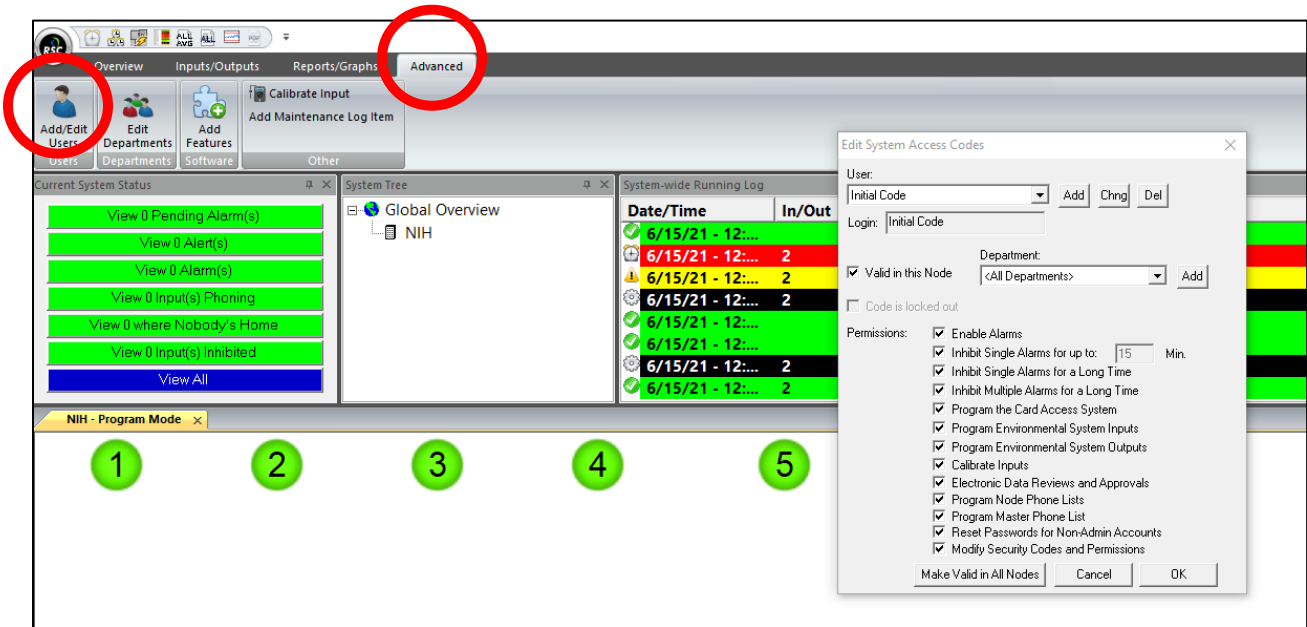 RSC
ALL AVG
ALL
PDF
Overview Inputs/Outputs Reports/Graphs Advanced
Add/Edit Users
Edit Departments
Add Features
Calibrate Input
Add Maintenance Log Item
Users Departments Software Other
Current System Status
View 0 Pending Alarm(s)
View 0 Alert(s)
View 0 Alarm(s)
View 0 Input(s) Phoning
View 0 where Nobody's Home
View 0 Input(s) Inhibited
View All
System Tree
Global Overview
NIH
System-wide Running Log
Date/Time In/Out
6/15/21 - 12:...
6/15/21 - 12:... 2
6/15/21 - 12:... 2
6/15/21 - 12:... 2
6/15/21 - 12:...
6/15/21 - 12:...
6/15/21 - 12:... 2
6/15/21 - 12:... 2
NIH - Program Mode
1 2 3 4 5
Edit System Access Codes
User:
Initial Code Add Chng Del
Login: Initial Code
Department:
Valid in this Node <All Departments> Add
Code is locked out
Permissions: Enable Alarms
Inhibit Single Alarms for up to: 15 Min.
Inhibit Single Alarms for a Long Time
Inhibit Multiple Alarms for a Long Time
Program the Card Access System
Program Environmental System Inputs
Program Environmental System Outputs
Calibrate Inputs
Electronic Data Reviews and Approvals
Program Node Phone Lists
Program Master Phone List
Reset Passwords for Non-Admin Accounts
Modify Security Codes and Permissions
Make Valid in All Nodes Cancel OK